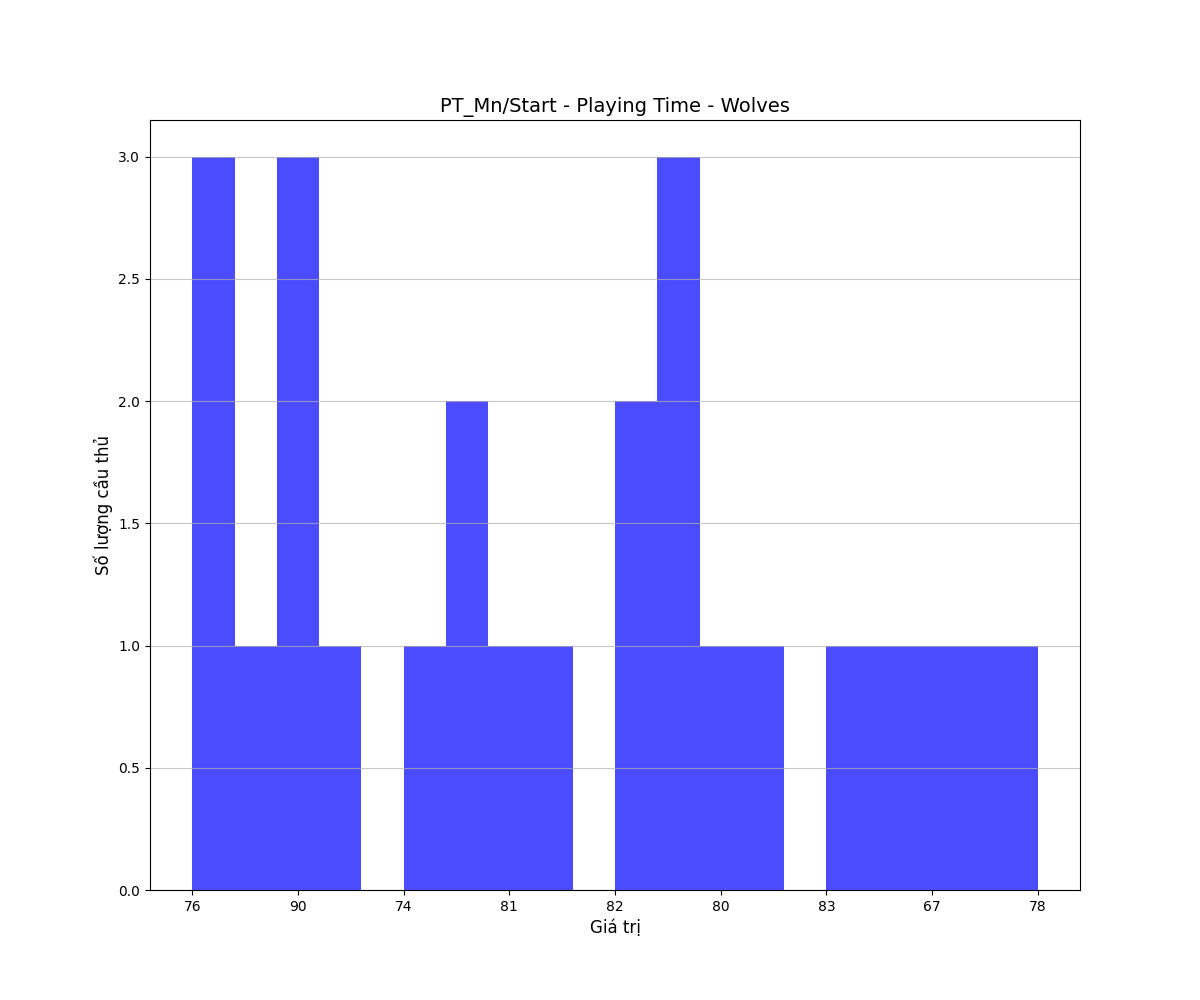 PT_Mn/Start - Playing Time - Wolves
3.0
2.5
2.0
1.5
1.0
0.5
0.0
Số lượng cầu thủ
76 90 74 81 82 80 83 67 78
Giá trị